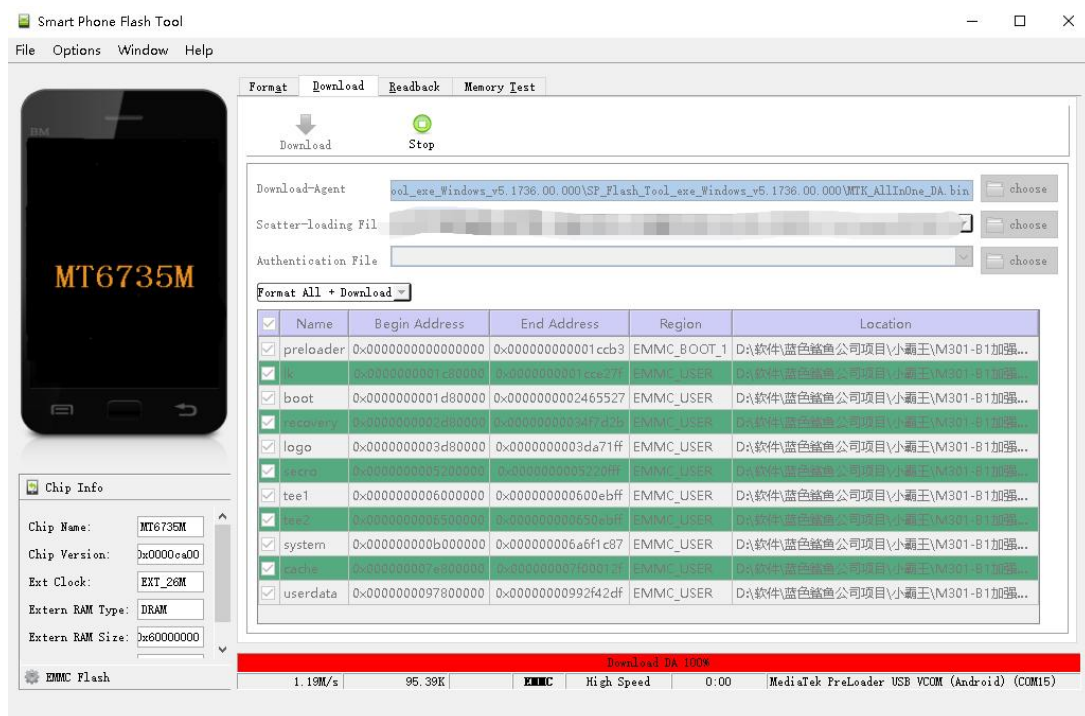 Smart Phone Flash Tool
File Options Window Help
Format Download Readback Memory Test
BM
Download Stop
Download-Agent ool_exe_Windows_v5.1736.00.000\SP_Flash_Tool_exe_Windows_v5.1736.00.000\MTK_AllInOne_DA.bin choose
Scatter-loading Fil choose
Authentication File choose
MT6735M
Format All + Download
Name Begin Address End Address Region Location
preloader 0x0000000000000000 0x000000000001ccb3 EMMC_BOOT_1 D:\软件\蓝色鲨鱼公司项目\小霸王\M301-B1加强...
lk 0x0000000001c80000 0x0000000001cce27f EMMC_USER D:\软件\蓝色鲨鱼公司项目\小霸王\M301-B1加强...
boot 0x0000000001d80000 0x0000000002465527 EMMC_USER D:\软件\蓝色鲨鱼公司项目\小霸王\M301-B1加强...
recovery 0x0000000002d80000 0x00000000034f7d2b EMMC_USER D:\软件\蓝色鲨鱼公司项目\小霸王\M301-B1加强...
logo 0x0000000003d80000 0x0000000003da71ff EMMC_USER D:\软件\蓝色鲨鱼公司项目\小霸王\M301-B1加强...
secro 0x0000000005200000 0x0000000005220fff EMMC_USER D:\软件\蓝色鲨鱼公司项目\小霸王\M301-B1加强...
tee1 0x0000000006000000 0x000000000600ebff EMMC_USER D:\软件\蓝色鲨鱼公司项目\小霸王\M301-B1加强...
tee2 0x0000000006500000 0x000000000650ebff EMMC_USER D:\软件\蓝色鲨鱼公司项目\小霸王\M301-B1加强...
system 0x000000000b000000 0x000000006a6f1c87 EMMC_USER D:\软件\蓝色鲨鱼公司项目\小霸王\M301-B1加强...
cache 0x000000007e800000 0x000000007f00012f EMMC_USER D:\软件\蓝色鲨鱼公司项目\小霸王\M301-B1加强...
userdata 0x0000000097800000 0x00000000992f42df EMMC_USER D:\软件\蓝色鲨鱼公司项目\小霸王\M301-B1加强...
Chip Info
Chip Name: MT6735M
Chip Version: 0x0000ca00
Ext Clock: EXT_26M
Extern RAM Type: DRAM
Extern RAM Size: 0x60000000
EMMC Flash
Download DA 100%
1.19M/s 95.39K EMMC High Speed 0:00 MediaTek PreLoader USB VCOM (Android) (COM15)